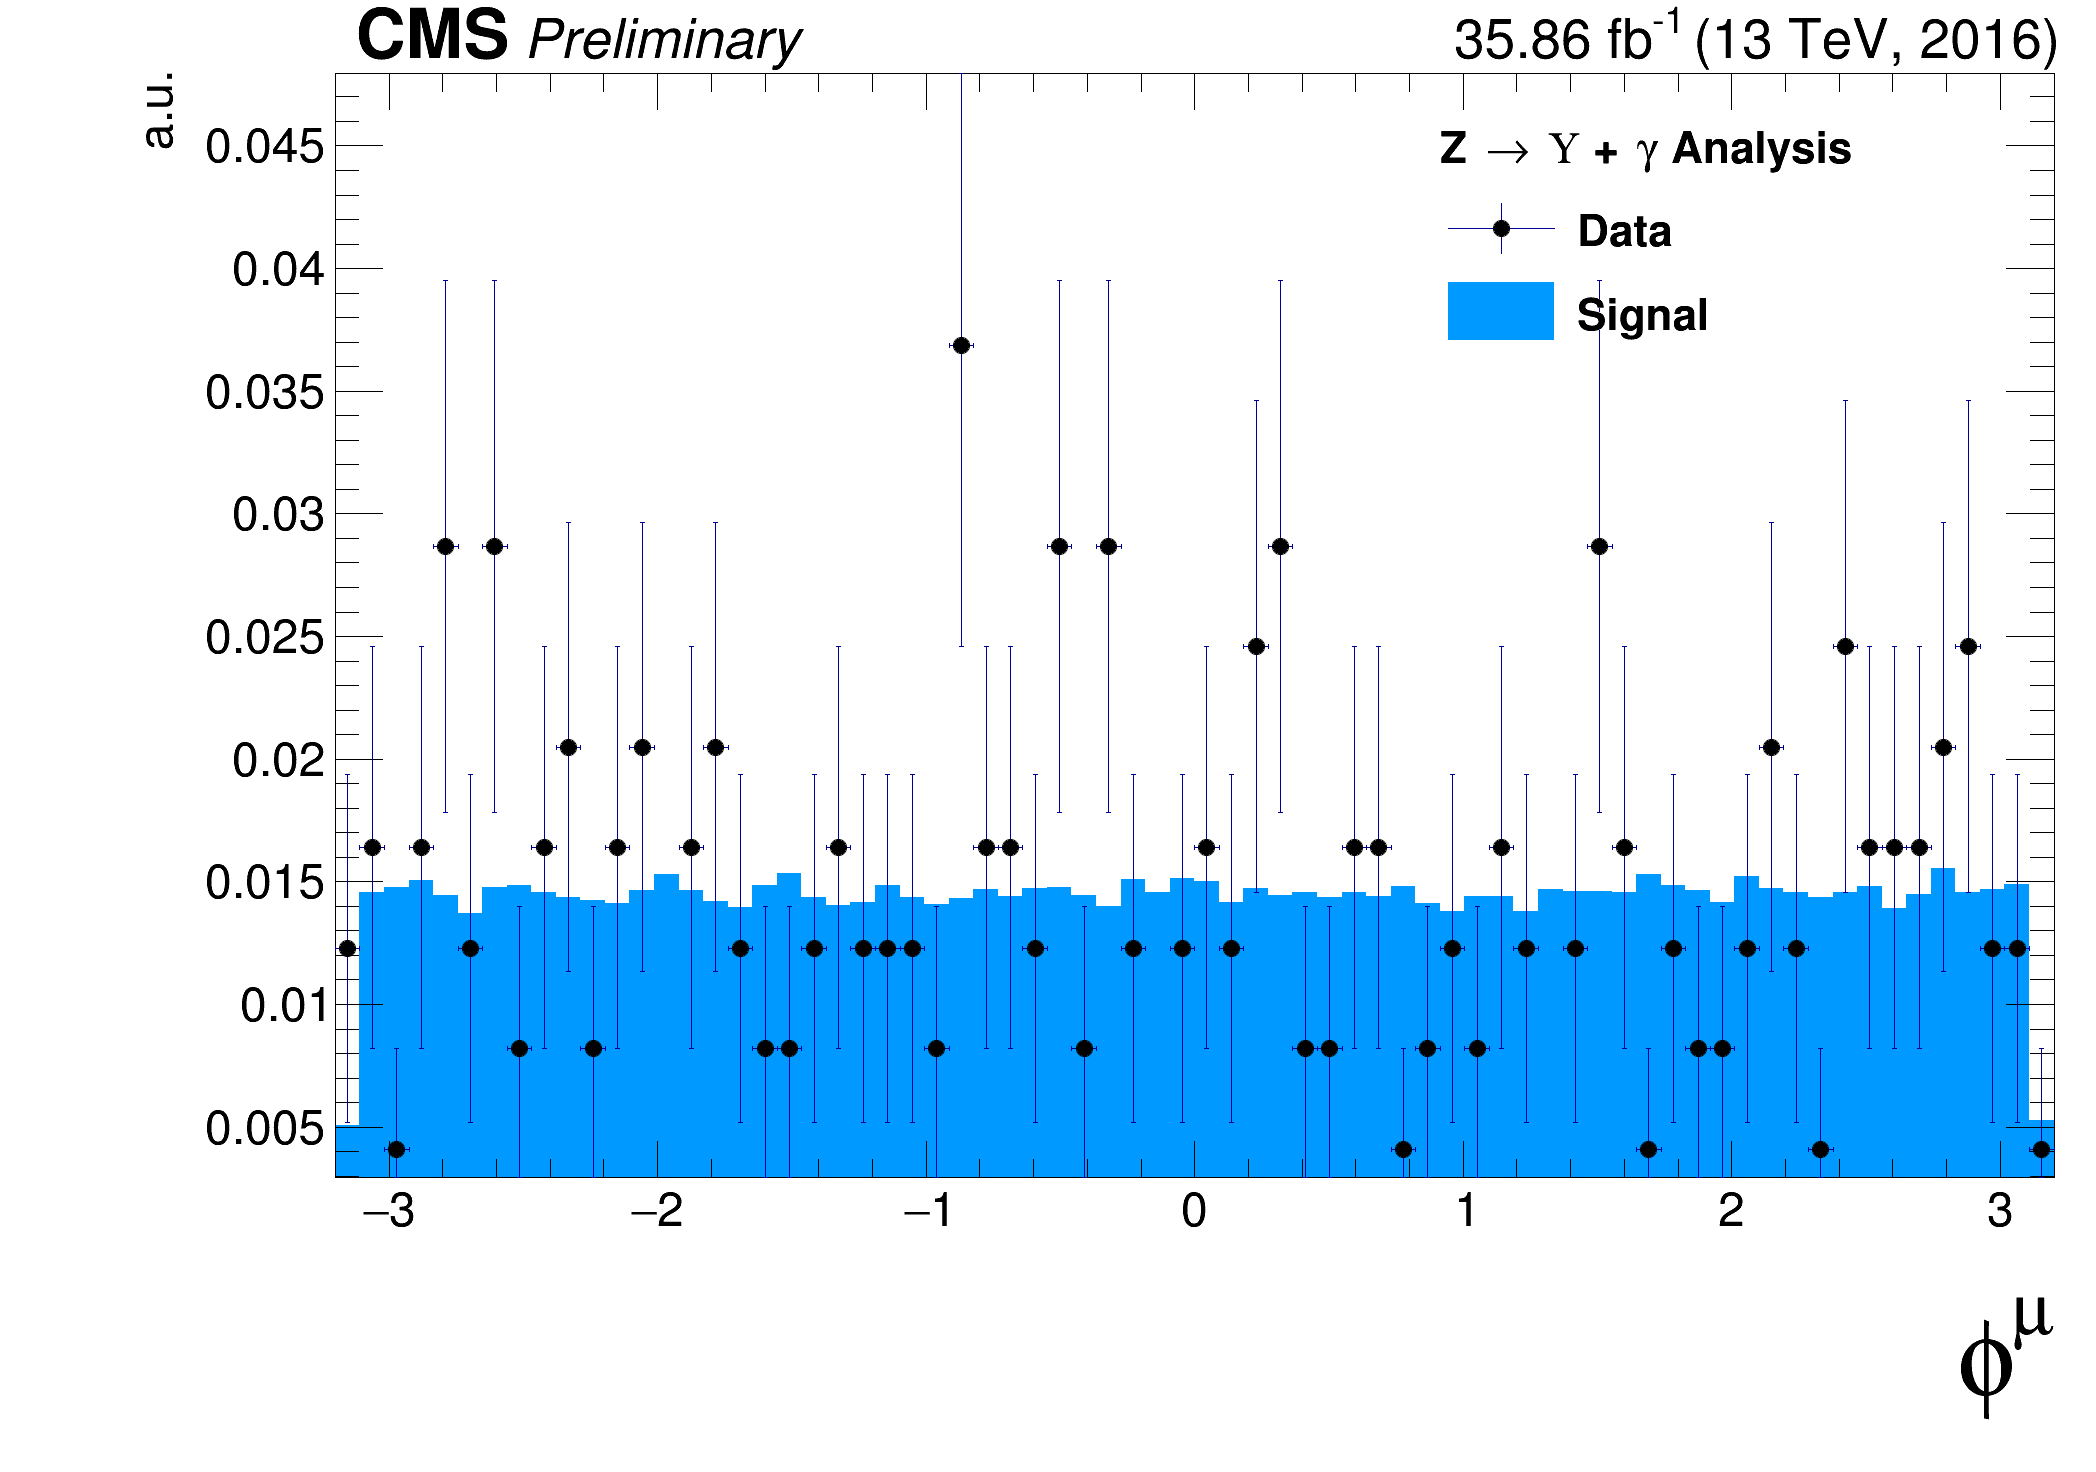 CMS Preliminary 35.86 fb⁻¹ (13 TeV, 2016)
a.u.
Z → Υ + γ Analysis
Data
Signal
0.045
0.04
0.035
0.03
0.025
0.02
0.015
0.01
0.005
−3 −2 −1 0 1 2 3
ϕ^μ